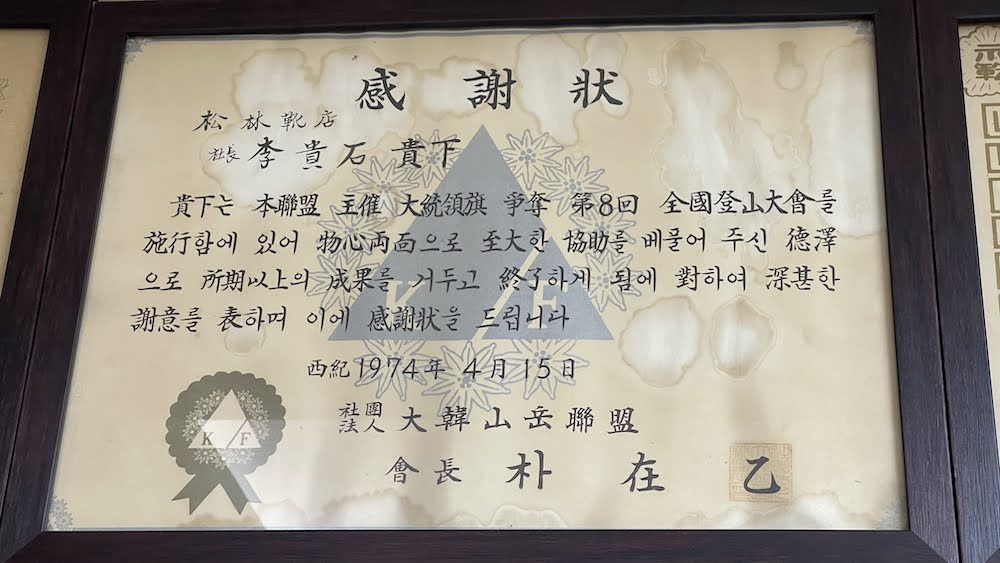 感謝狀
松林靴店
社長 李貴石 貴下
貴下는 本聯盟 主催 大統領旗 爭奪 第8回 全國登山大會를
施行함에 있어 物心両面으로 至大한 協助를 베풀어 주신 德澤
으로 所期以上의 成果를 거두고 終了하게 됨에 對하여 深甚한
謝意를 表하며 이에 感謝狀을 드립니다
K F
西紀 1974年 4月 15日
社團法人 大韓山岳聯盟
K F
會長 朴在乙